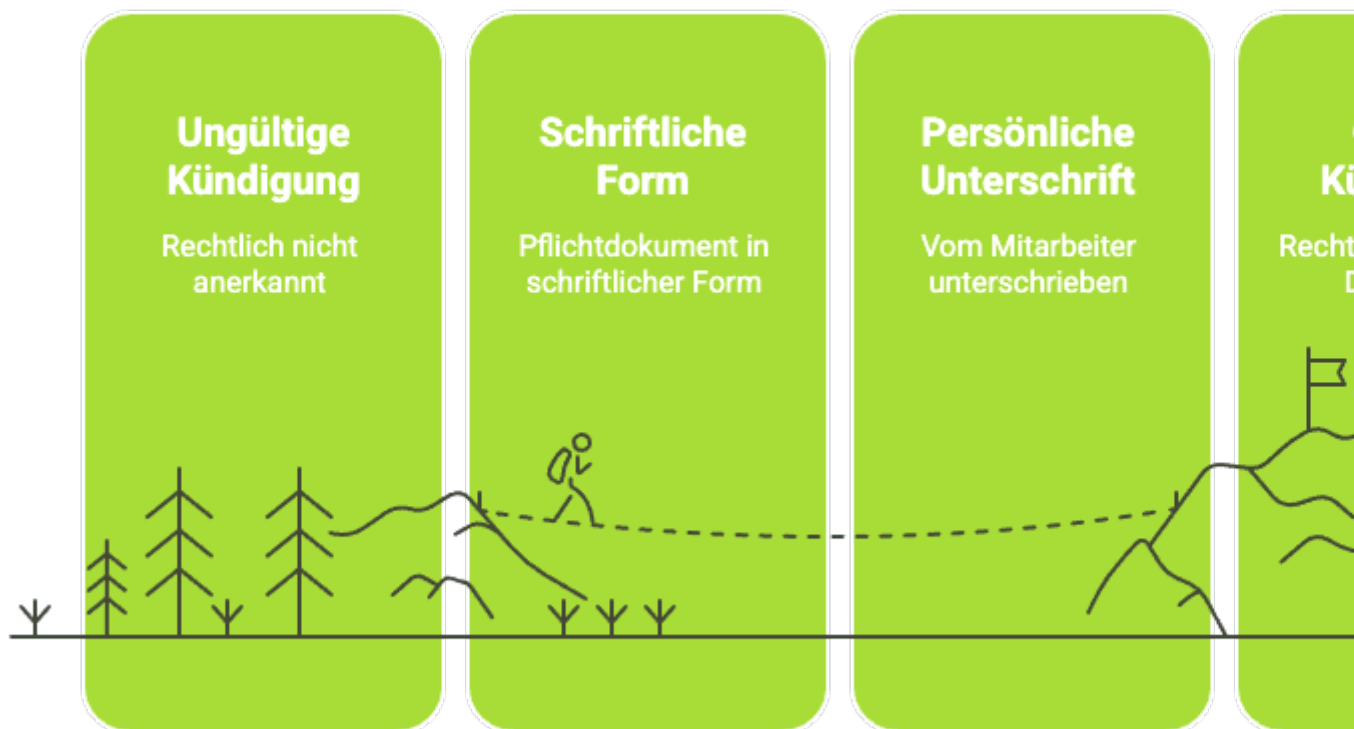 Ungültige
Kündigung
Rechtlich nicht
anerkannt
Schriftliche
Form
Pflichtdokument in
schriftlicher Form
Persönliche
Unterschrift
Vom Mitarbeiter
unterschrieben